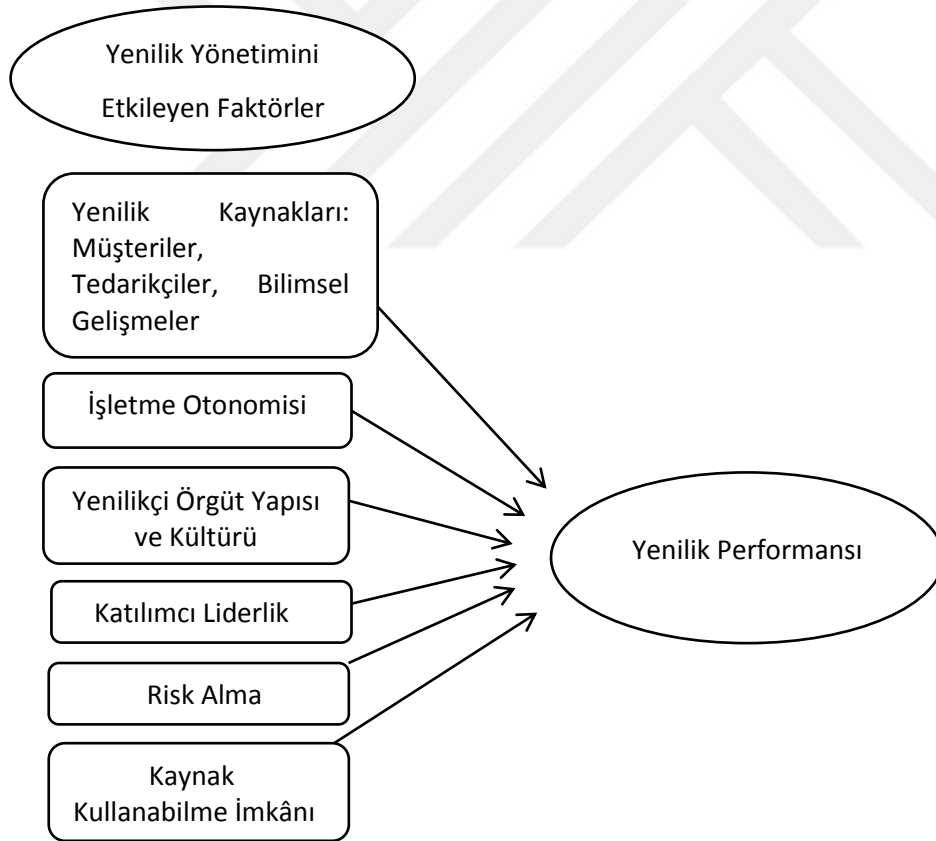 Yenilik Yönetimini
Etkileyen Faktörler
Yenilik Kaynakları:
Müşteriler,
Tedarikçiler, Bilimsel
Gelişmeler
İşletme Otonomisi
Yenilikçi Örgüt Yapısı
ve Kültürü
Katılımcı Liderlik
Risk Alma
Kaynak
Kullanabilme İmkânı
Yenilik Performansı